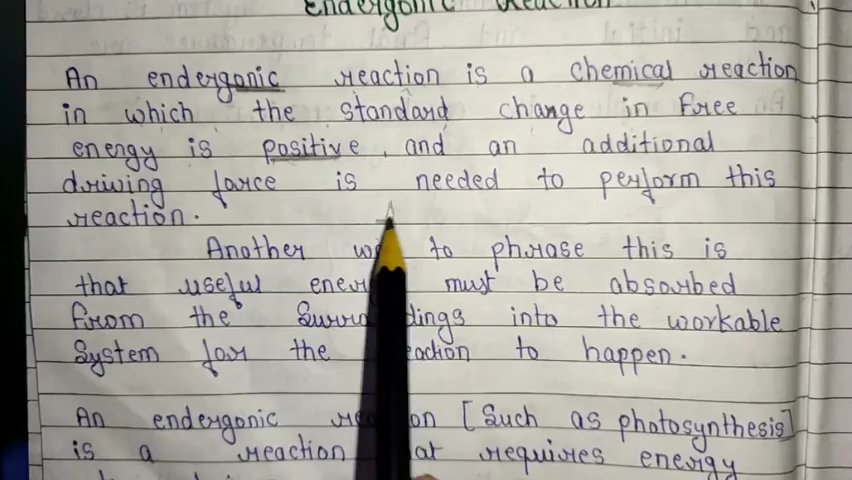 Endergonic Reaction
An endergonic reaction is a chemical reaction
in which the standard change in free
energy is positive, and an additional
driving force is needed to perform this
reaction.
Another to phrase this is
that useful must be absorbed
from the into the workable
System for the to happen.
An endergonic [Such as photosynthesis]
is a reaction requires energy